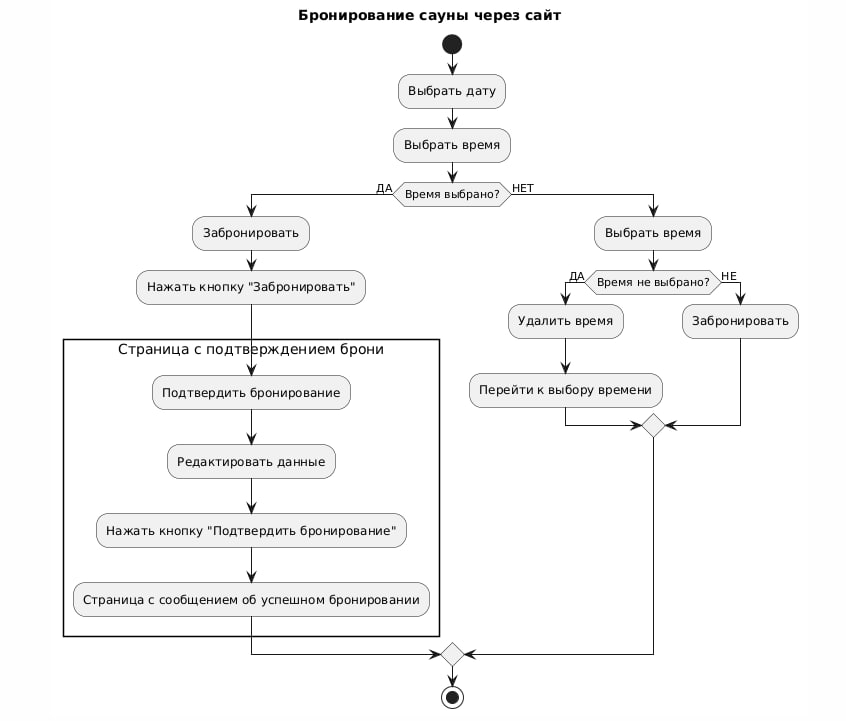 Бронирование сауны через сайт
Выбрать дату
Выбрать время
ДА
Время выбрано?
НЕТ
Забронировать
Нажать кнопку "Забронировать"
Страница с подтверждением брони
Подтвердить бронирование
Редактировать данные
Нажать кнопку "Подтвердить бронирование"
Страница с сообщением об успешном бронировании
Выбрать время
ДА
Время не выбрано?
НЕ
Удалить время
Забронировать
Перейти к выбору времени